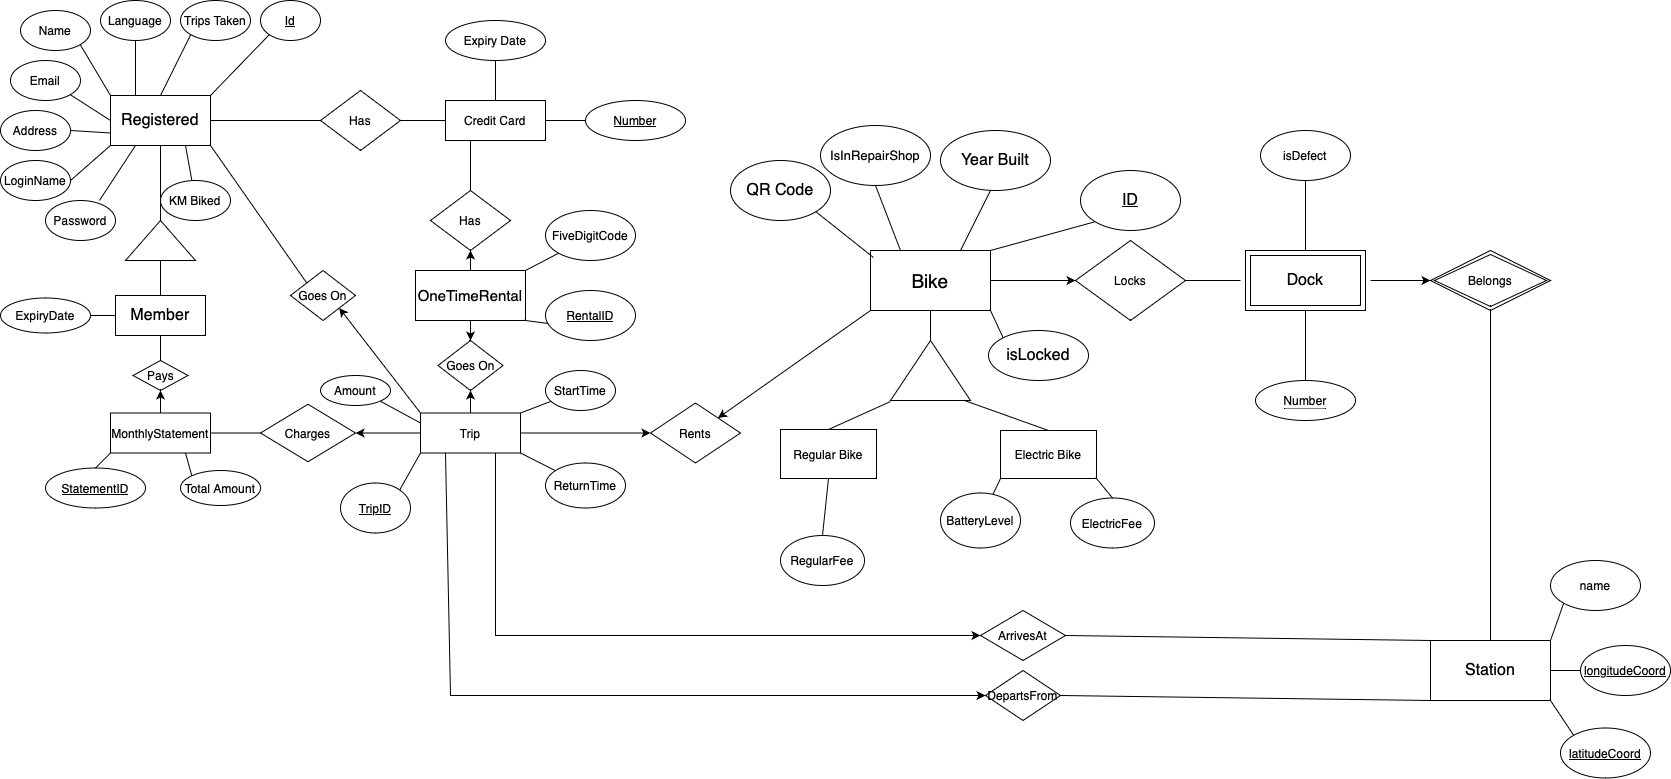 Name
Language
Trips Taken
Id
Email
Address
LoginName
Password
KM Biked
Registered
Has
Credit Card
Expiry Date
Number
Has
FiveDigitCode
OneTimeRental
RentalID
Goes On
Goes On
Member
ExpiryDate
Pays
MonthlyStatement
StatementID
Total Amount
Charges
Amount
StartTime
Trip
TripID
ReturnTime
Rents
QR Code
IsInRepairShop
Year Built
ID
Bike
isLocked
Locks
isDefect
Dock
Number
Belongs
Regular Bike
RegularFee
Electric Bike
BatteryLevel
ElectricFee
ArrivesAt
DepartsFrom
Station
name
longitudeCoord
latitudeCoord